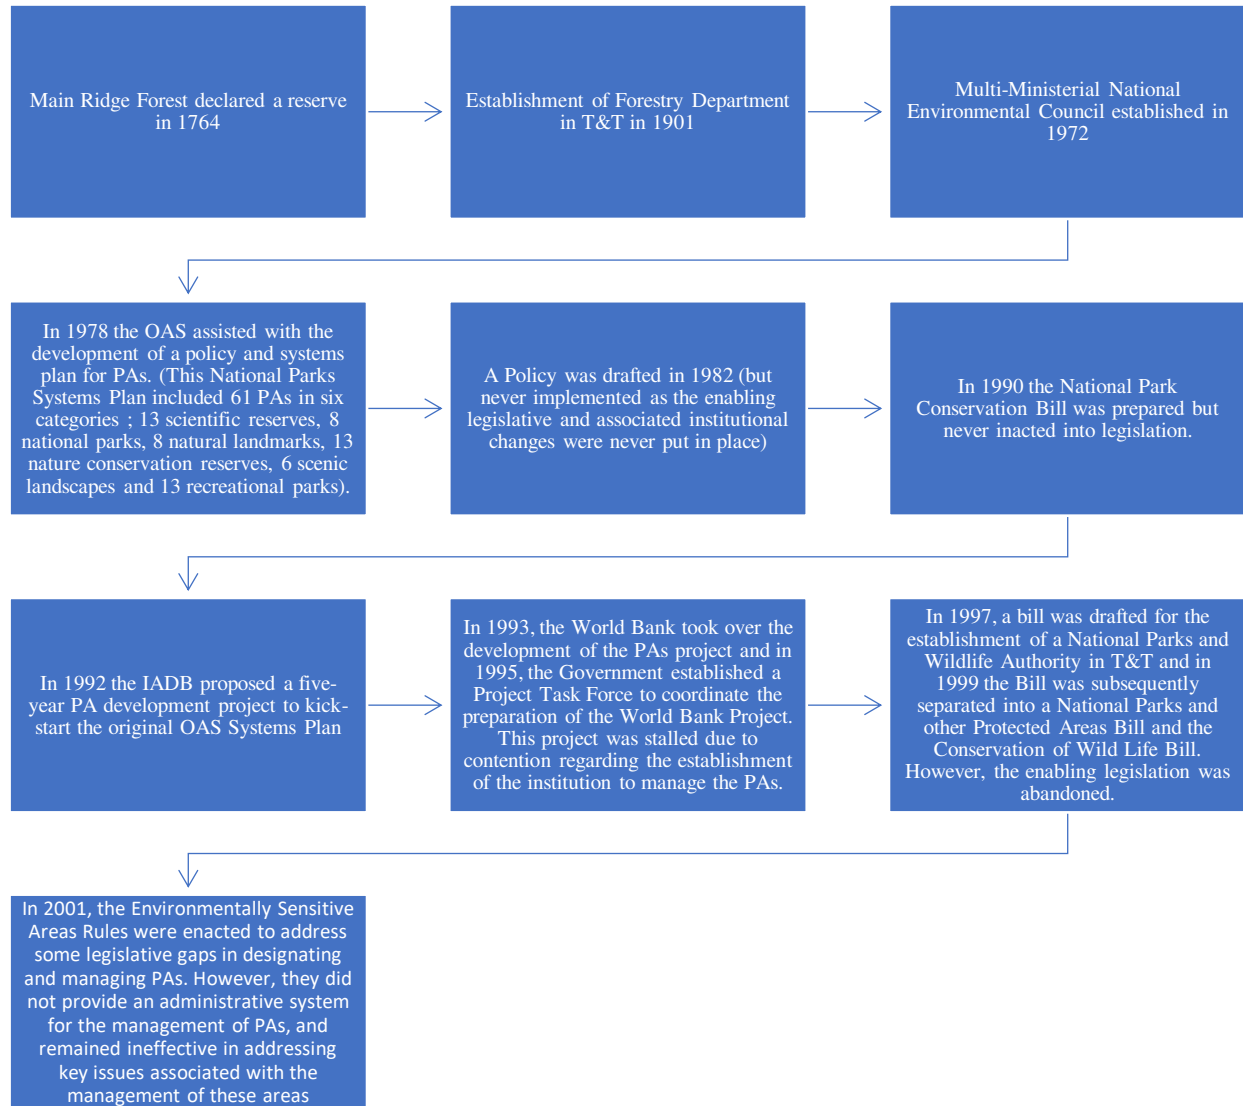 Main Ridge Forest declared a reserve
in 1764
Establishment of Forestry Department
in T&T in 1901
Multi-Ministerial National
Environmental Council established in
1972
In 1978 the OAS assisted with the
development of a policy and systems
plan for PAs. (This National Parks
Systems Plan included 61 PAs in six
categories ; 13 scientific reserves, 8
national parks, 8 natural landmarks, 13
nature conservation reserves, 6 scenic
landscapes and 13 recreational parks).
A Policy was drafted in 1982 (but
never implemented as the enabling
legislative and associated institutional
changes were never put in place)
In 1990 the National Park
Conservation Bill was prepared but
never inacted into legislation.
In 1992 the IADB proposed a five-
year PA development project to kick-
start the original OAS Systems Plan
In 1993, the World Bank took over the
development of the PAs project and in
1995, the Government established a
Project Task Force to coordinate the
preparation of the World Bank Project.
This project was stalled due to
contention regarding the establishment
of the institution to manage the PAs.
In 1997, a bill was drafted for the
establishment of a National Parks and
Wildlife Authority in T&T and in
1999 the Bill was subsequently
separated into a National Parks and
other Protected Areas Bill and the
Conservation of Wild Life Bill.
However, the enabling legislation was
abandoned.
In 2001, the Environmentally Sensitive
Areas Rules were enacted to address
some legislative gaps in designating
and managing PAs. However, they did
not provide an administrative system
for the management of PAs, and
remained ineffective in addressing
key issues associated with the
management of these areas